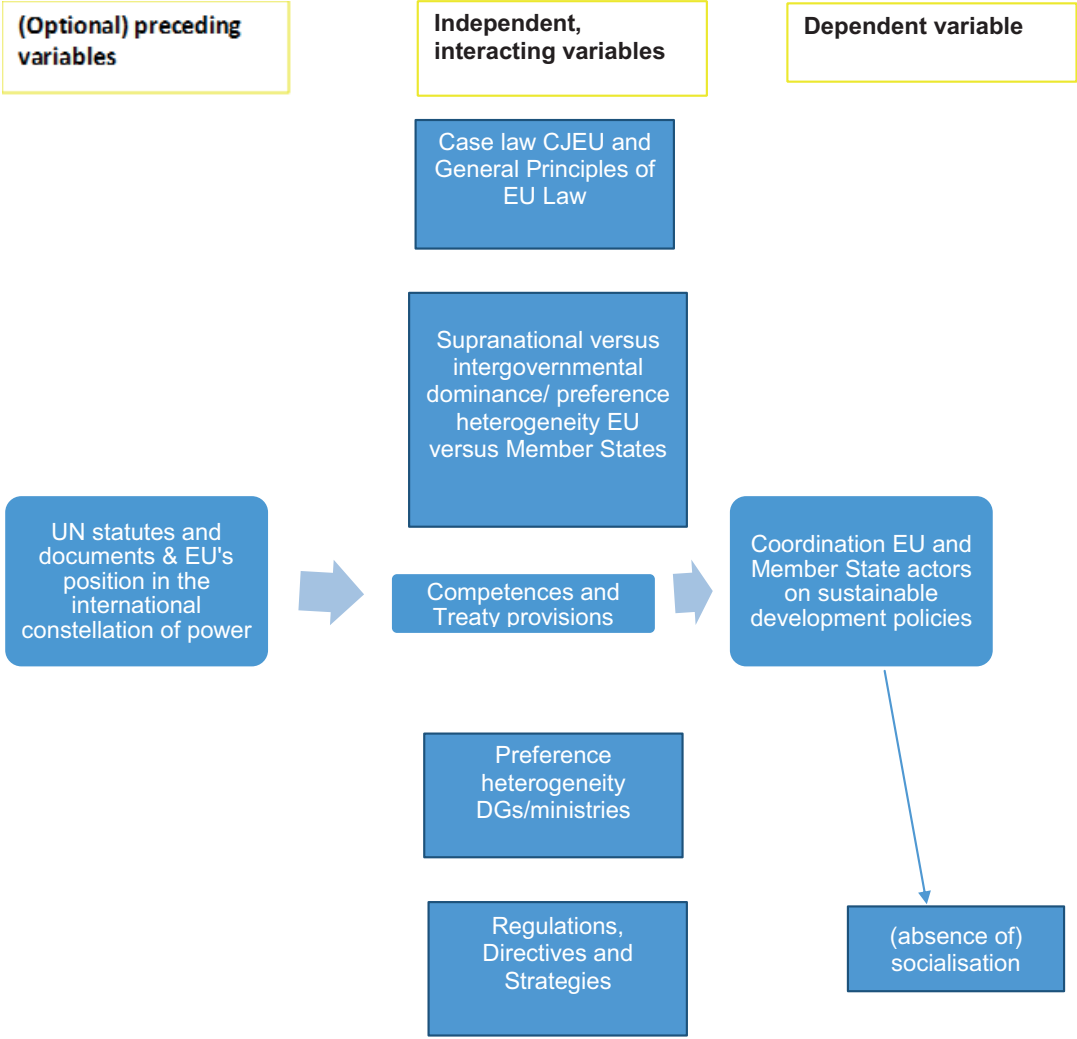 (Optional) preceding
variables
Independent,
interacting variables
Dependent variable
Case law CJEU and
General Principles of
EU Law
Supranational versus
intergovernmental
dominance/ preference
heterogeneity EU
versus Member States
UN statutes and
documents & EU's
position in the
international
constellation of power
Competences and
Treaty provisions
Coordination EU and
Member State actors
on sustainable
development policies
Preference
heterogeneity
DGs/ministries
Regulations,
Directives and
Strategies
(absence of)
socialisation